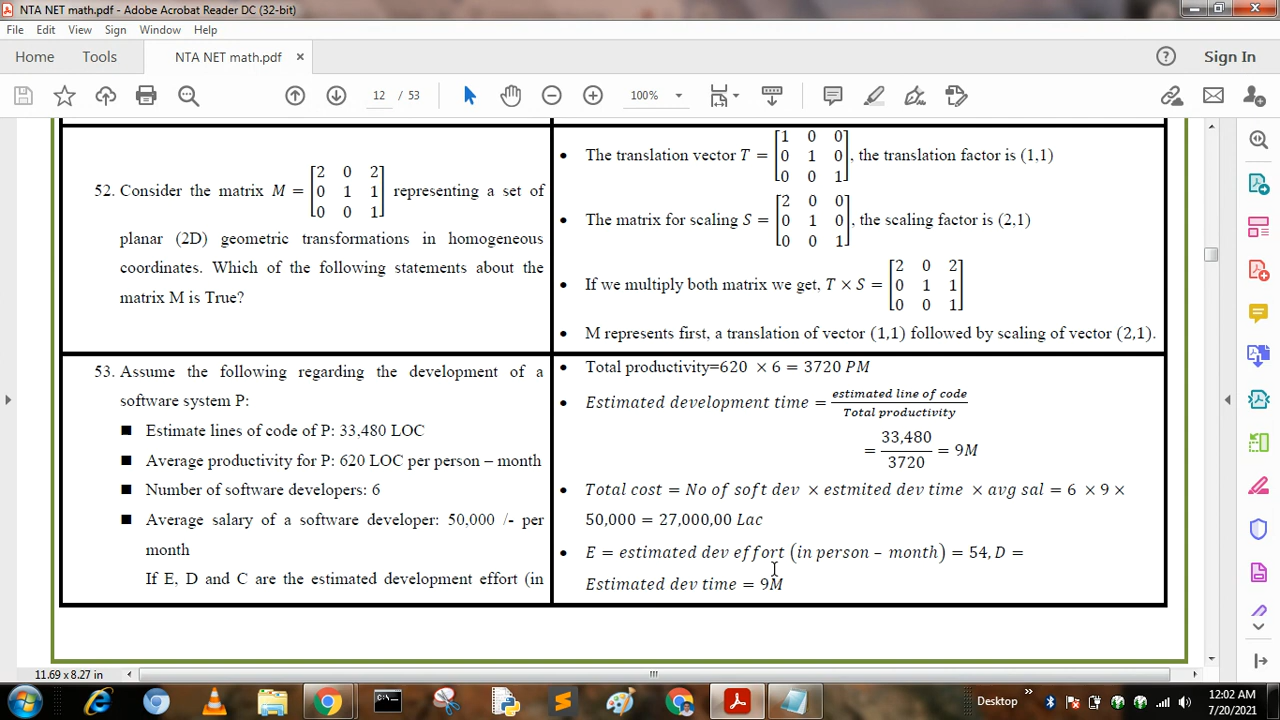 NTA NET math.pdf - Adobe Acrobat Reader DC (32-bit)
File Edit View Sign Window Help
Home Tools NTA NET math.pdf × Sign In
12 / 53 100%
52. Consider the matrix M = [2 0 2
0 1 1
0 0 1] representing a set of
planar (2D) geometric transformations in homogeneous
coordinates. Which of the following statements about the
matrix M is True?
• The translation vector T = [1 0 0
0 1 0
0 0 1], the translation factor is (1,1)
• The matrix for scaling S = [2 0 0
0 1 0
0 0 1], the scaling factor is (2,1)
• If we multiply both matrix we get, T × S = [2 0 2
0 1 1
0 0 1]
• M represents first, a translation of vector (1,1) followed by scaling of vector (2,1).
53. Assume the following regarding the development of a
software system P:
■ Estimate lines of code of P: 33,480 LOC
■ Average productivity for P: 620 LOC per person – month
■ Number of software developers: 6
■ Average salary of a software developer: 50,000 /- per
month
If E, D and C are the estimated development effort (in
• Total productivity=620 × 6 = 3720 PM
• Estimated development time = estimated line of code
Total productivity
= 33,480
3720 = 9M
• Total cost = No of soft dev × estmited dev time × avg sal = 6 × 9 ×
50,000 = 27,000,00 Lac
• E = estimated dev effort (in person – month) = 54, D =
Estimated dev time = 9M
11.69 x 8.27 in
Desktop » 12:02 AM
7/20/2021